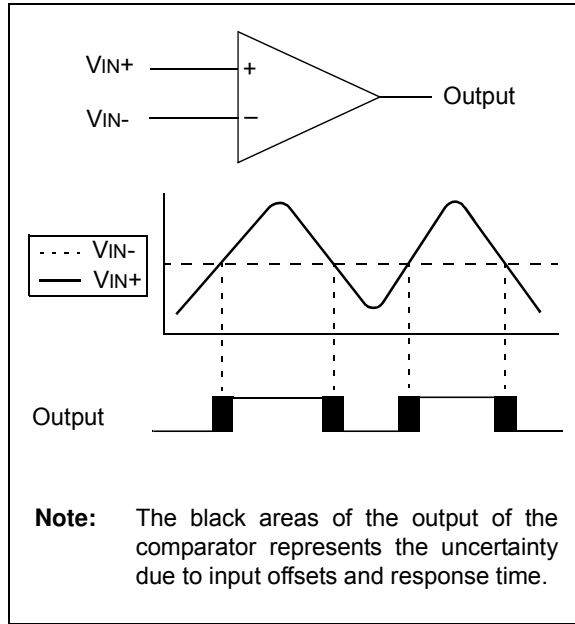 VIN+
+
Output
VIN-
–
VIN-
VIN+
Output
Note: The black areas of the output of the
comparator represents the uncertainty
due to input offsets and response time.